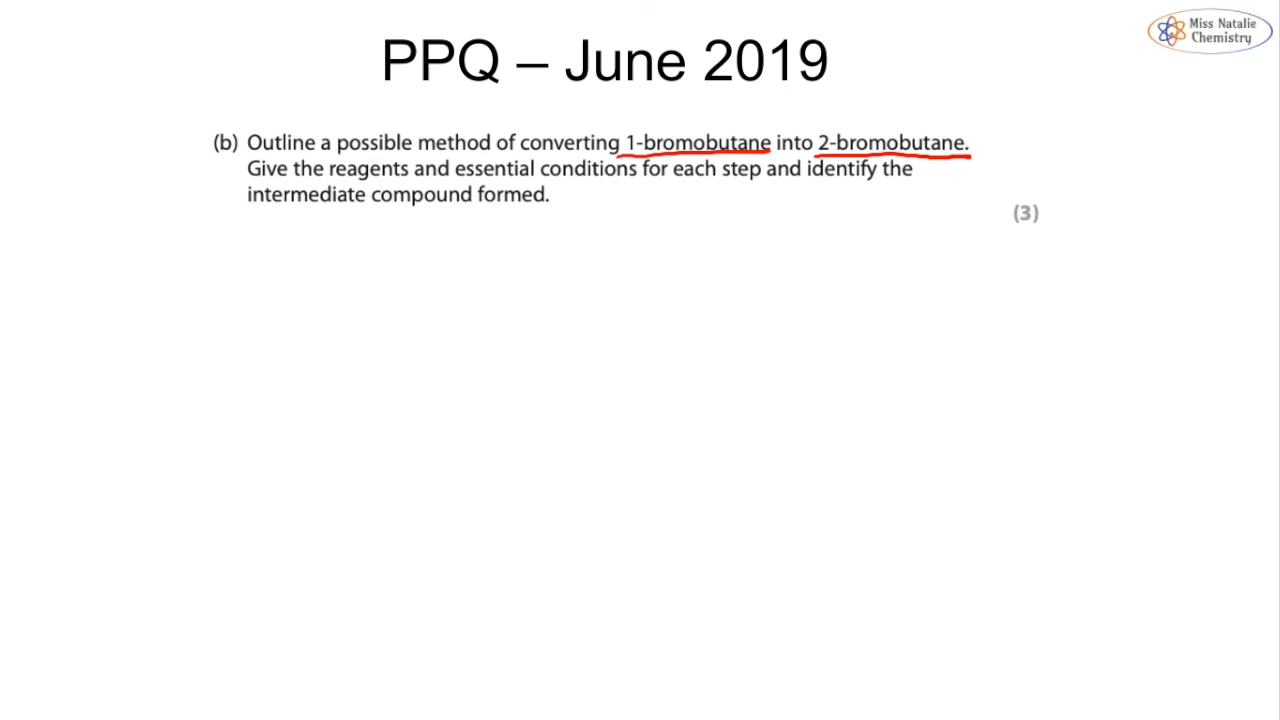 Miss Natalie
Chemistry
PPQ – June 2019
(b) Outline a possible method of converting 1-bromobutane into 2-bromobutane.
Give the reagents and essential conditions for each step and identify the
intermediate compound formed.
(3)